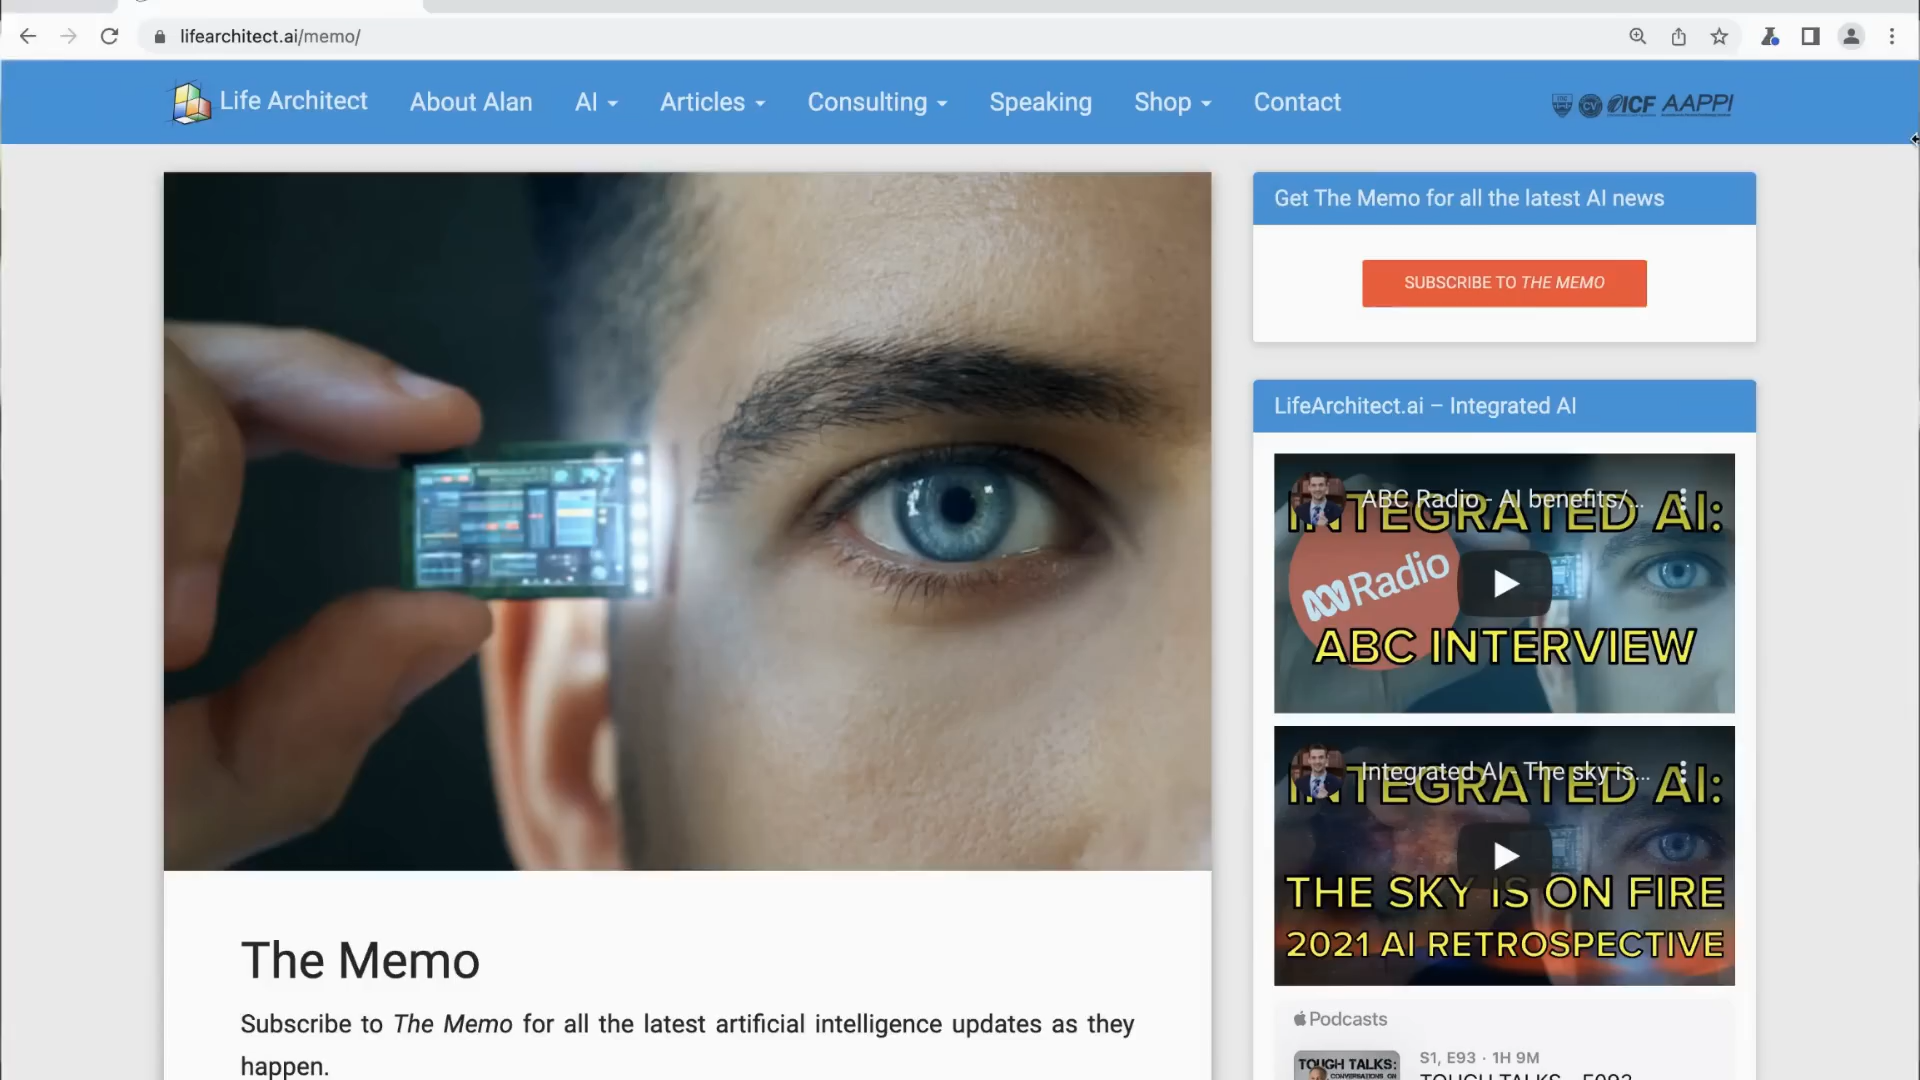 lifearchitect.ai/memo/
Life Architect
About Alan
AI
Articles
Consulting
Speaking
Shop
Contact
CV
ICF
AAPPI
Get The Memo for all the latest AI news
SUBSCRIBE TO THE MEMO
LifeArchitect.ai – Integrated AI
ABC Radio - AI benefits/...
INTEGRATED AI:
Radio
ABC INTERVIEW
Integrated AI - The sky is...
INTEGRATED AI:
THE SKY IS ON FIRE
2021 AI RETROSPECTIVE
The Memo
Subscribe to The Memo for all the latest artificial intelligence updates as they
happen.
Podcasts
TOUGH TALKS:
S1, E93 · 1H 9M
TOUGH TALKS – E093